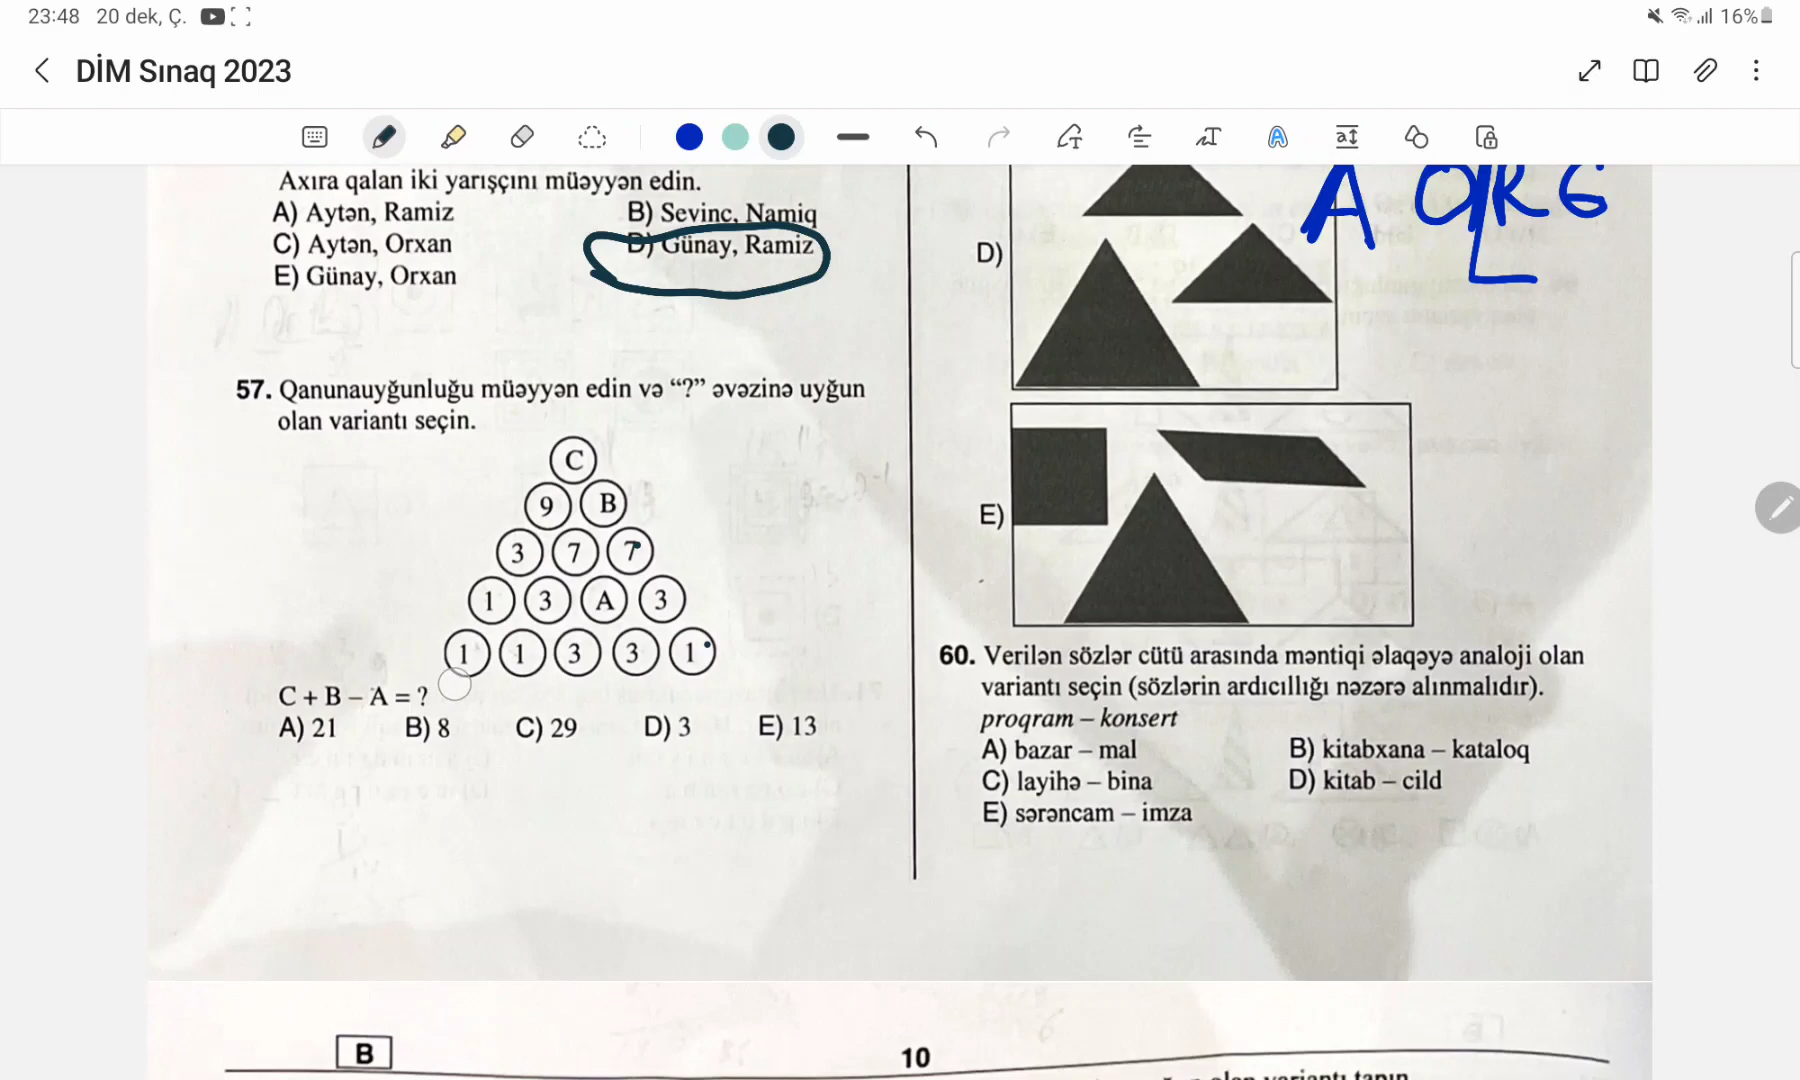 23:48 20 dek, Ç.
16%
DİM Sınaq 2023
Axıra qalan iki yarışçını müəyyən edin.
A) Aytən, Ramiz
B) Sevinc, Namiq
C) Aytən, Orxan
D) Günay, Ramiz
E) Günay, Orxan
57. Qanunauyğunluğu müəyyən edin və “?” əvəzinə uyğun
olan variantı seçin.
C
9 B
3 7 7
1 3 A 3
1 1 3 3 1
C + B – A = ?
A) 21 B) 8 C) 29 D) 3 E) 13
B
D)
E)
60. Verilən sözlər cütü arasında məntiqi əlaqəyə analoji olan
variantı seçin (sözlərin ardıcıllığı nəzərə alınmalıdır).
proqram – konsert
A) bazar – mal
B) kitabxana – kataloq
C) layihə – bina
D) kitab – cild
E) sərəncam – imza
10
olan variantı tapın